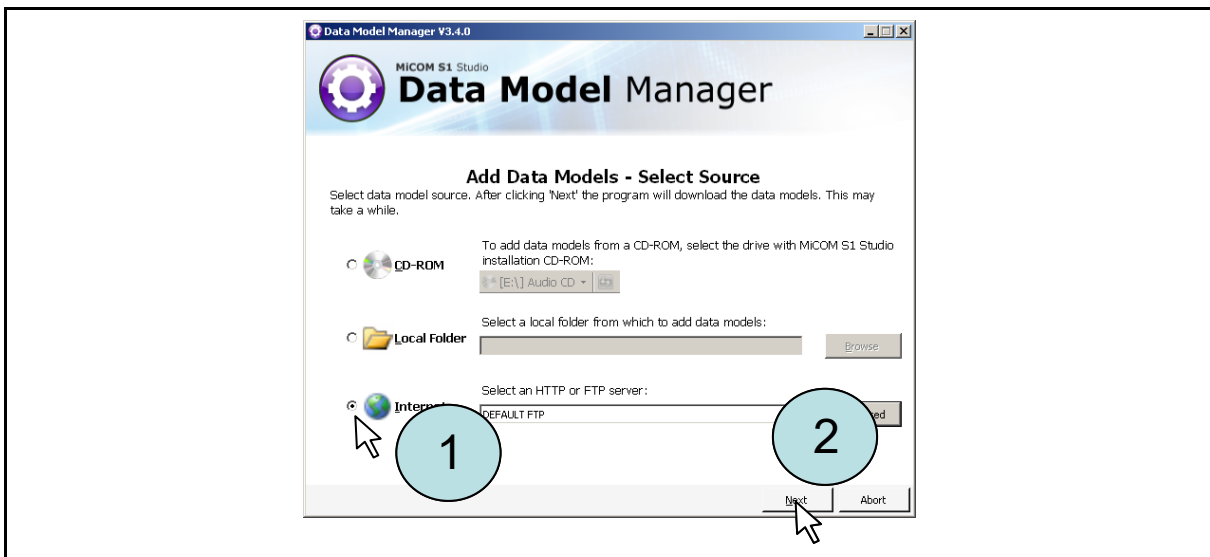 Data Model Manager V3.4.0
MiCOM S1 Studio
Data Model Manager
Add Data Models - Select Source
Select data model source. After clicking 'Next' the program will download the data models. This may
take a while.
To add data models from a CD-ROM, select the drive with MiCOM S1 Studio
installation CD-ROM:
CD-ROM
[E:\] Audio CD
Select a local folder from which to add data models:
Local Folder
Browse
Select an HTTP or FTP server:
Internet
DEFAULT FTP
1
2
Next
Abort